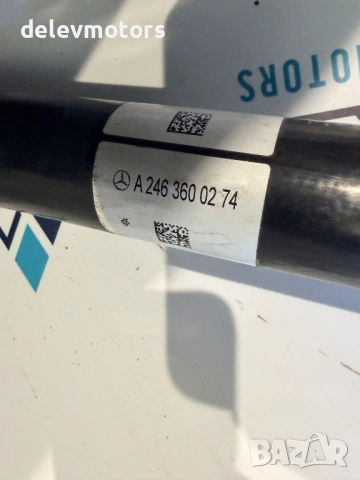 delevmotors
MOTORS
A 246 360 02 74
BAZAR